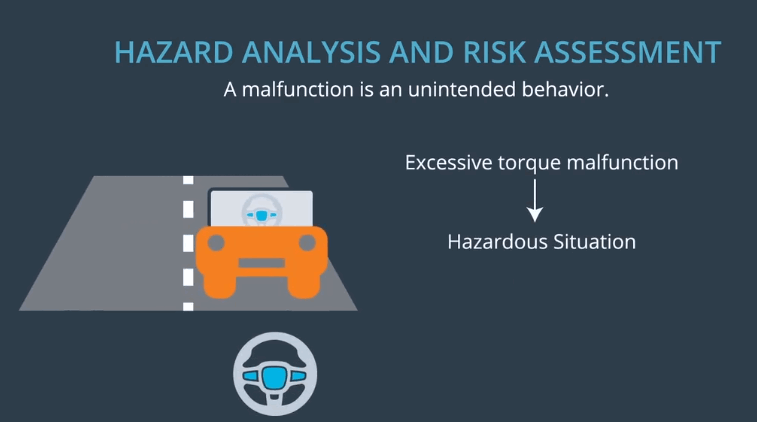 HAZARD ANALYSIS AND RISK ASSESSMENT
A malfunction is an unintended behavior.
Excessive torque malfunction
Hazardous Situation